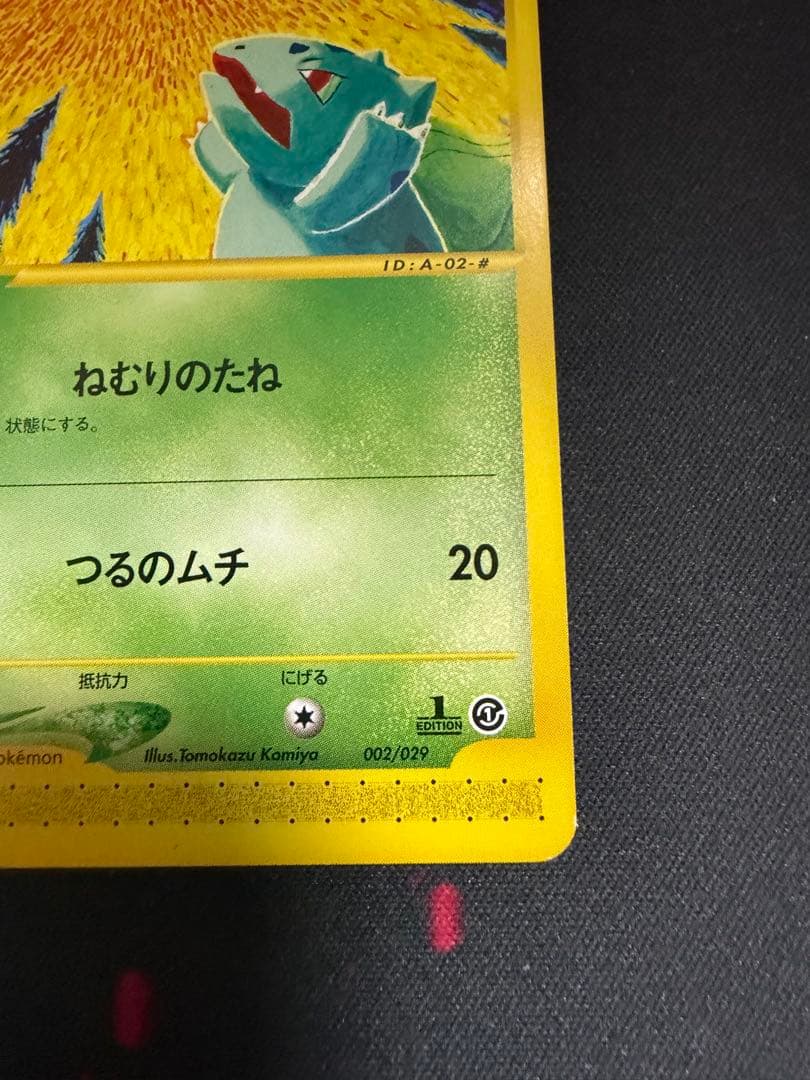 ID:A-02-#
ねむりのたね
状態にする。
つるのムチ 20
抵抗力 にげる
1 EDITION
okémon Illus.Tomokazu Komiya 002/029